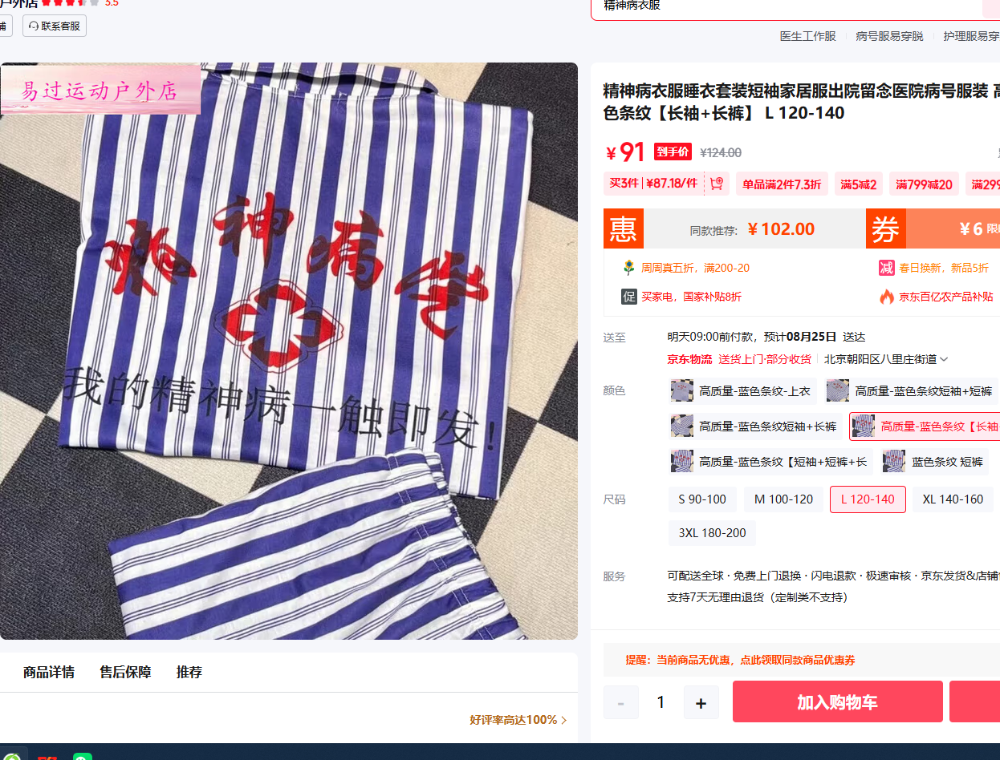 户外店
3.5
精神病衣服
铺
联系客服
医生工作服
病号服易穿脱
护理服易穿
易过运动户外店
精神病院
我的精神病一触即发！
精神病衣服睡衣套装短袖家居服出院留念医院病号服装 高
色条纹【长袖+长裤】 L 120-140
¥ 91 到手价 ¥124.00
买3件 | ¥87.18/件
单品满2件7.3折
满5减2
满799减20
满299
惠 同款推荐: ￥102.00
券 ￥6 限
周周真五折，满200-20
减 春日换新，新品5折
促 买家电，国家补贴8折
京东百亿农产品补贴
送至
明天09:00前付款，预计08月25日 送达
京东物流 送货上门·部分收货
北京朝阳区八里庄街道
颜色
高质量-蓝色条纹-上衣
高质量-蓝色条纹短袖+短裤
高质量-蓝色条纹短袖+长裤
高质量-蓝色条纹【长袖
高质量-蓝色条纹【短袖+短裤+长
蓝色条纹 短裤
尺码
S 90-100
M 100-120
L 120-140
XL 140-160
3XL 180-200
服务
可配送全球 · 免费上门退换 · 闪电退款 · 极速审核 · 京东发货&店铺
支持7天无理由退货（定制类不支持）
提醒：当前商品无优惠，点此领取同款商品优惠券
- 1 +
加入购物车
商品详情
售后保障
推荐
好评率高达100%